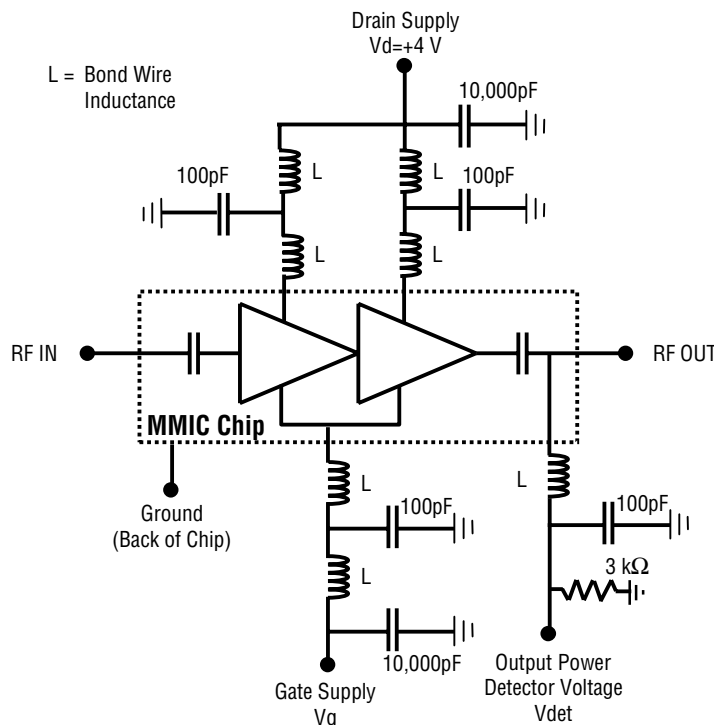 Drain Supply
Vd=+4 V
L = Bond Wire
Inductance
10,000pF
100pF
L
L
100pF
L
L
RF IN
RF OUT
MMIC Chip
Ground
(Back of Chip)
L
100pF
L
10,000pF
Gate Supply
Vg
L
100pF
3 kΩ
Output Power
Detector Voltage
Vdet